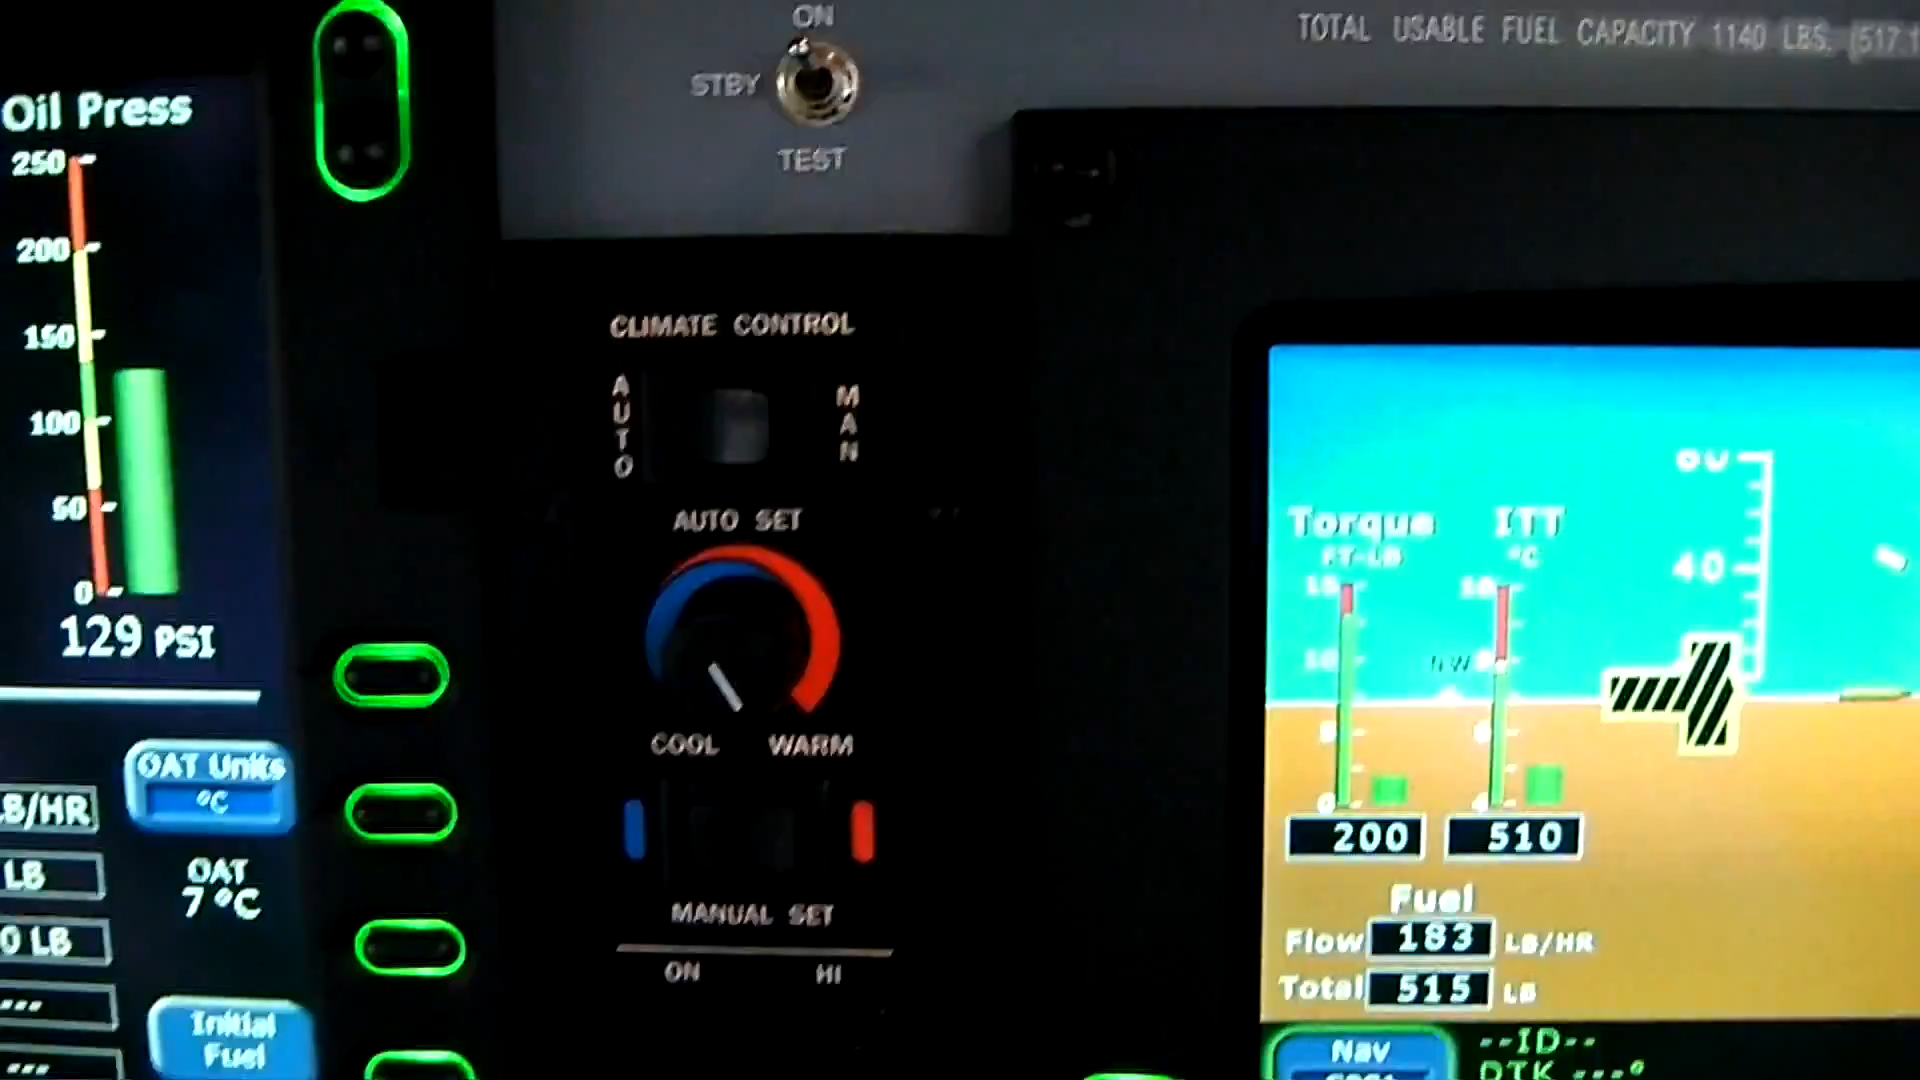 ON
STBY
TEST
TOTAL USABLE FUEL CAPACITY 1140 LBS. (517.1
Oil Press
250
200
150
100
50
0
129 PSI
OAT Units
°C
LB/HR
LB
OAT
7°C
0 LB
---
Initial
Fuel
---
CLIMATE CONTROL
AUTO
MAN
AUTO SET
COOL WARM
MANUAL SET
ON HI
40
Torque ITT
FT-LB °C
200 510
Fuel
Flow 183 LB/HR
Total 515 LB
Nav
--ID--
DTK ---°